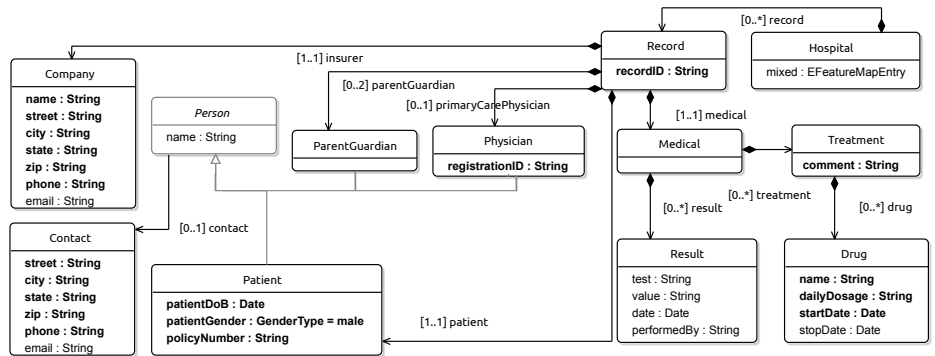 [0..*] record
Record
recordID : String
Hospital
mixed : EFeatureMapEntry
[1..1] insurer
Company
name : String
street : String
city : String
state : String
zip : String
phone : String
email : String
[0..2] parentGuardian
[0..1] primaryCarePhysician
Person
name : String
ParentGuardian
Physician
registrationID : String
[1..1] medical
Medical
Treatment
comment : String
[0..*] treatment
[0..*] result
[0..*] drug
[0..1] contact
Contact
street : String
city : String
state : String
zip : String
phone : String
email : String
Patient
patientDoB : Date
patientGender : GenderType = male
policyNumber : String
[1..1] patient
Result
test : String
value : String
date : Date
performedBy : String
Drug
name : String
dailyDosage : String
startDate : Date
stopDate : Date